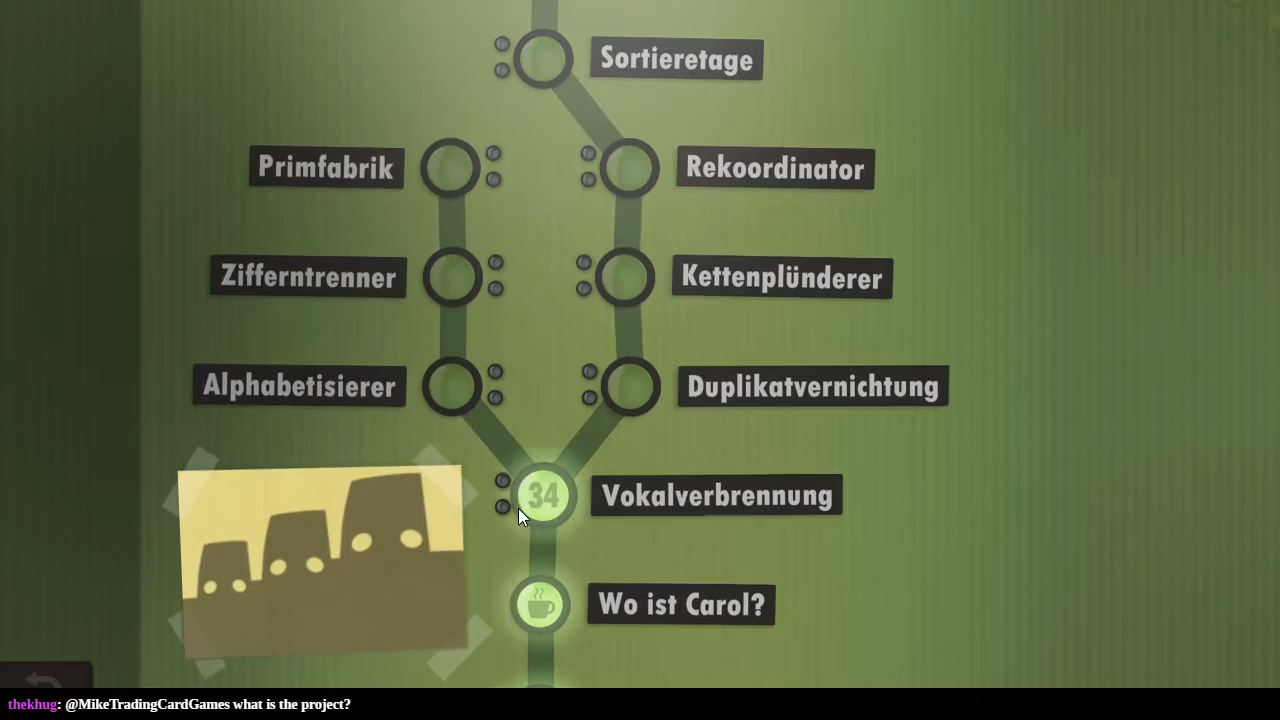 Sortieretage
Primfabrik
Rekoordinator
Zifferntrenner
Kettenplünderer
Alphabetisierer
Duplikatvernichtung
34
Vokalverbrennung
Wo ist Carol?
thekhug: @MikeTradingCardGames what is the project?